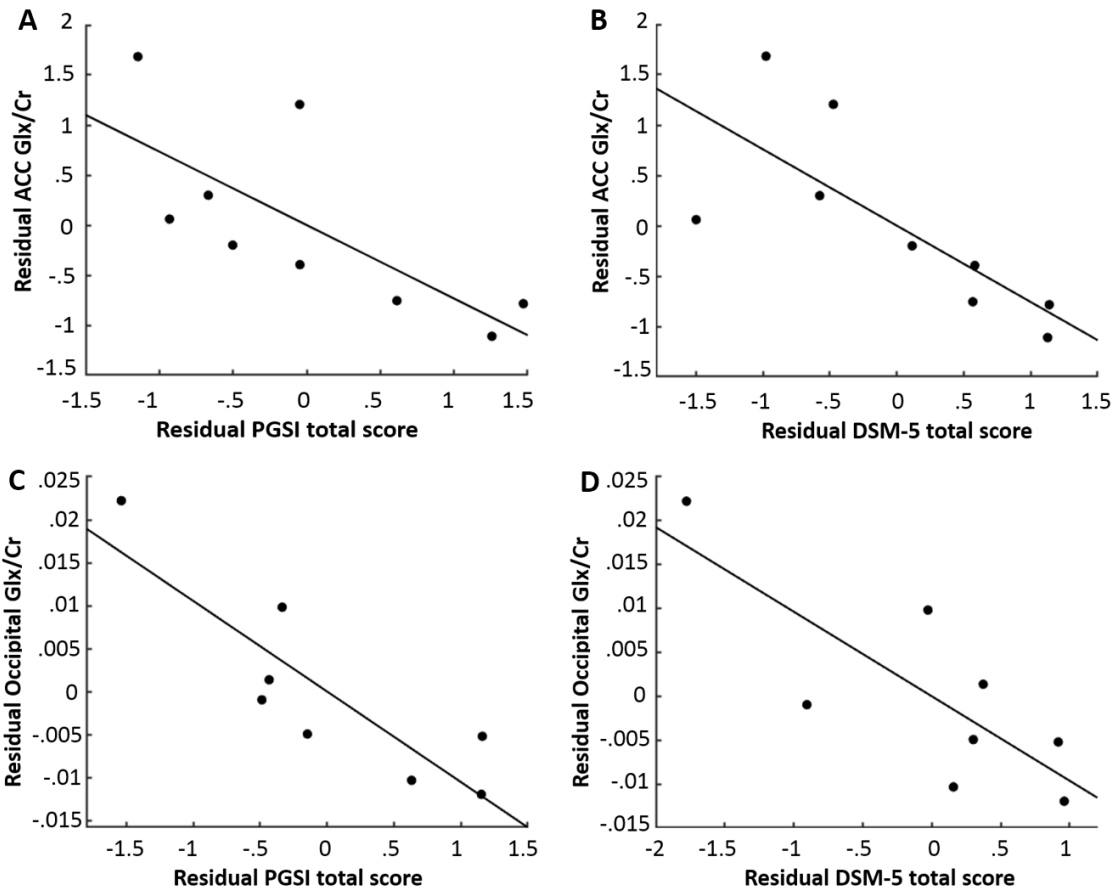 A
2
1.5
1
.5
0
-.5
-1
-1.5
Residual ACC Glx/Cr
-1.5 -1 -.5 0 .5 1 1.5
Residual PGSI total score
B
2
1.5
1
.5
0
-.5
-1
-1.5
Residual ACC Glx/Cr
-1.5 -1 -.5 0 .5 1 1.5
Residual DSM-5 total score
C
.025
.02
.015
.01
.005
0
-.005
-.01
-.015
Residual Occipital Glx/Cr
-1.5 -1 -.5 0 .5 1 1.5
Residual PGSI total score
D
.025
.02
.015
.01
.005
0
-.005
-.01
-.015
Residual Occipital Glx/Cr
-2 -1.5 -1 -.5 0 .5 1
Residual DSM-5 total score